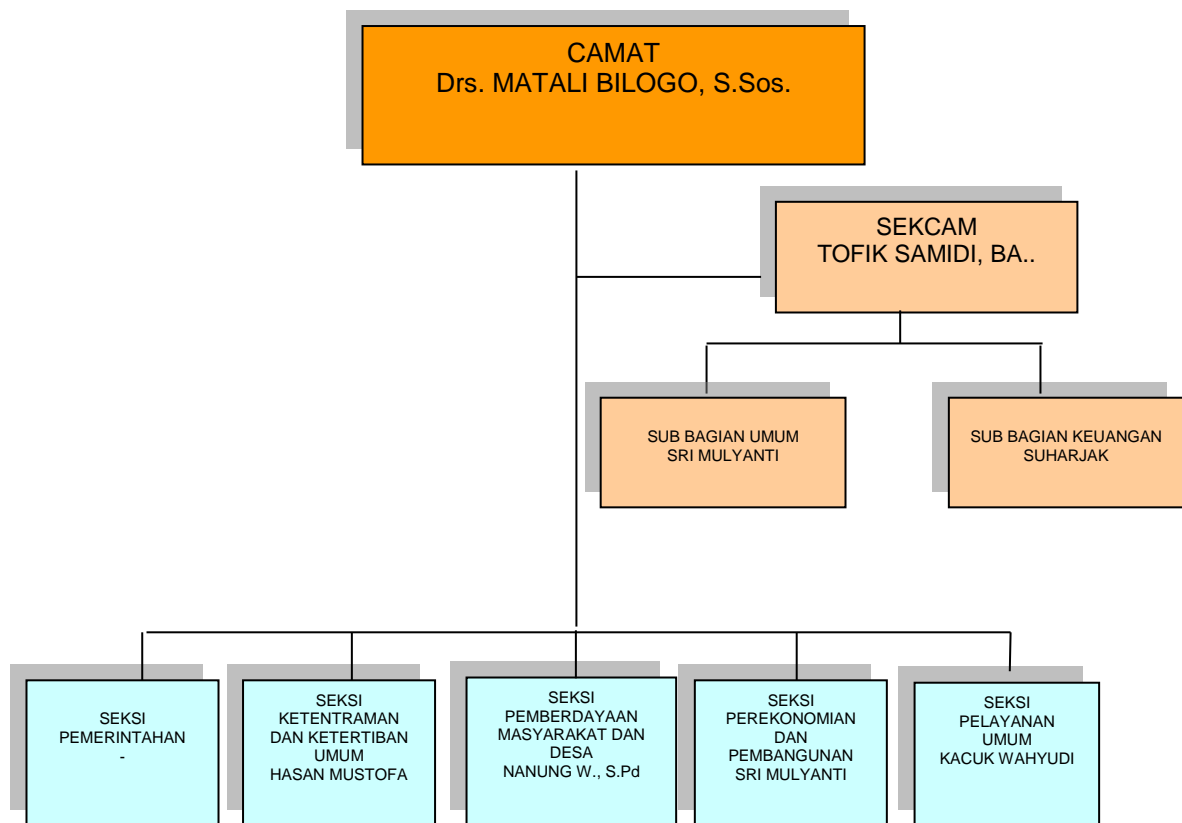 CAMAT
Drs. MATALI BILOGO, S.Sos.
SEKCAM
TOFIK SAMIDI, BA..
SUB BAGIAN UMUM
SRI MULYANTI
SUB BAGIAN KEUANGAN
SUHARJAK
SEKSI
PEMERINTAHAN
-
SEKSI
KETENTRAMAN
DAN KETERTIBAN
UMUM
HASAN MUSTOFA
SEKSI
PEMBERDAYAAN
MASYARAKAT DAN
DESA
NANUNG W., S.Pd
SEKSI
PEREKONOMIAN
DAN
PEMBANGUNAN
SRI MULYANTI
SEKSI
PELAYANAN
UMUM
KACUK WAHYUDI